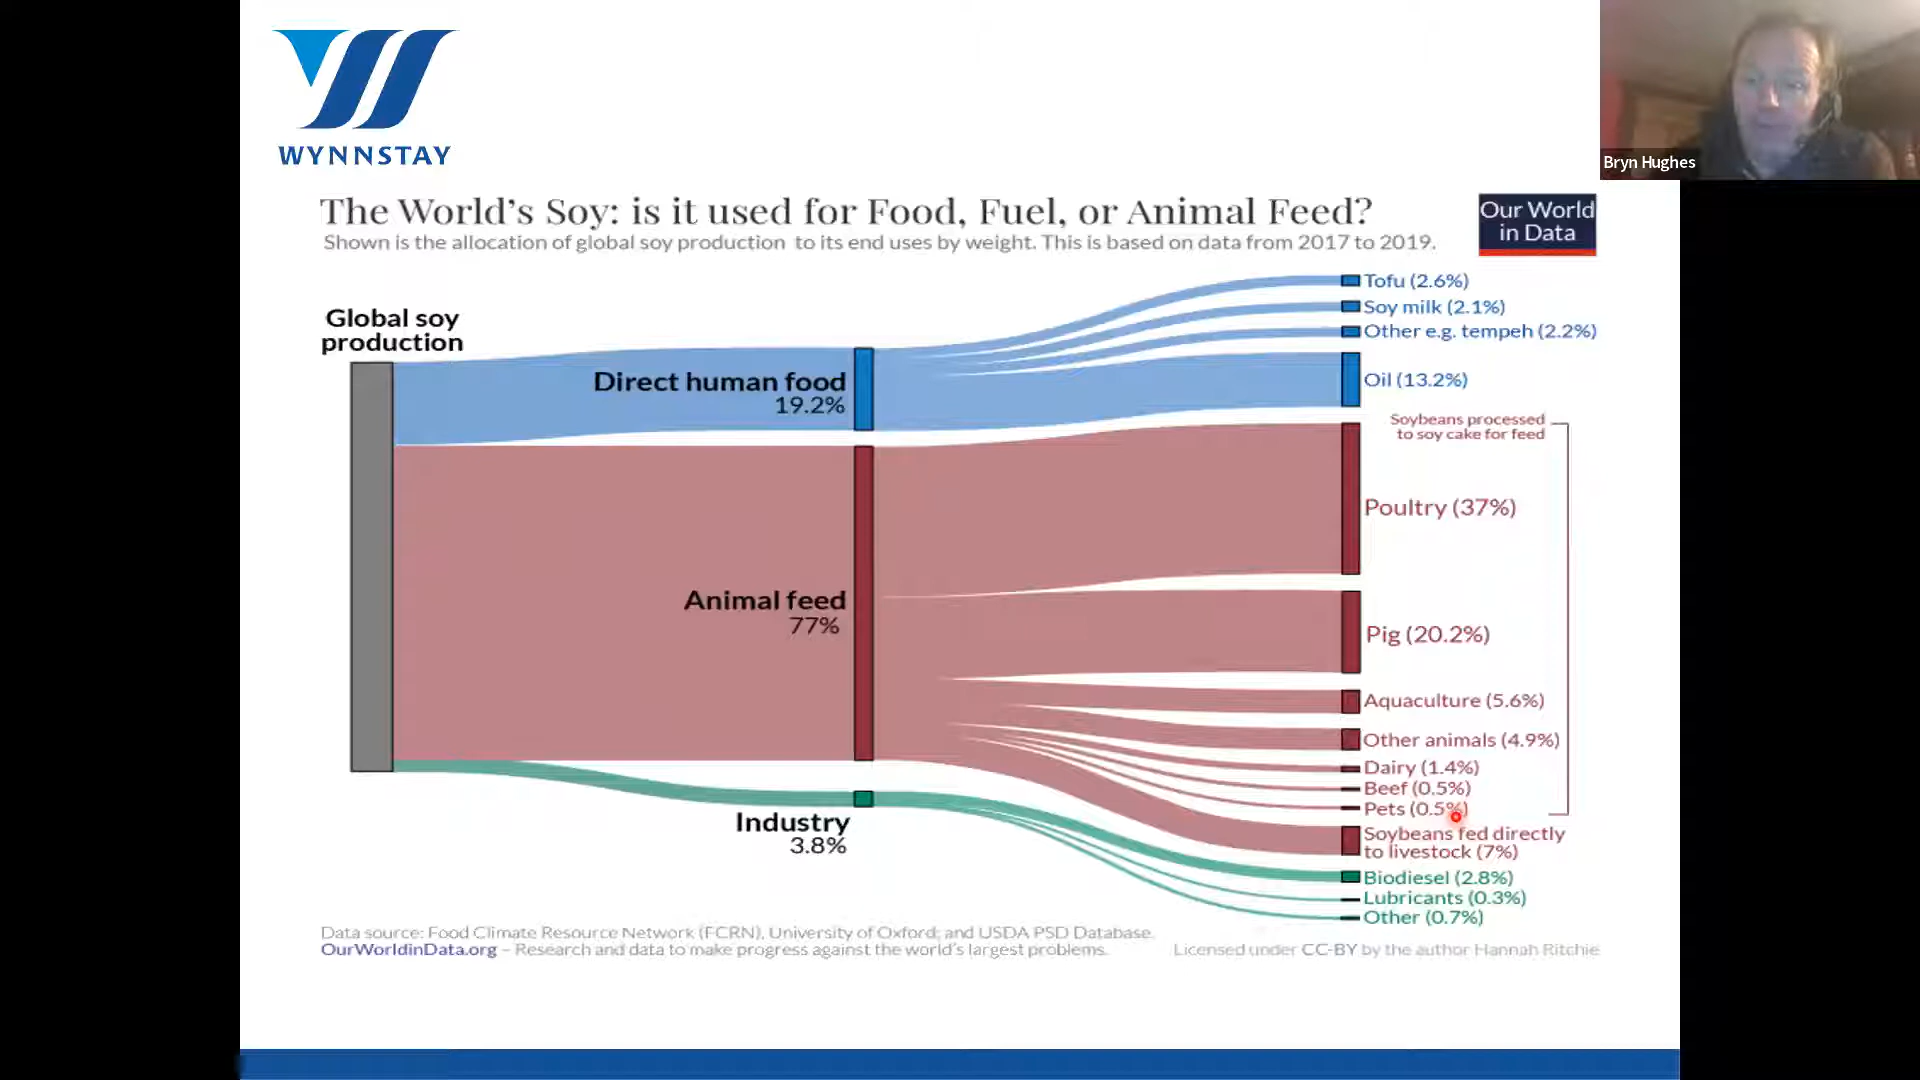 WYNNSTAY
Bryn Hughes
The World's Soy: is it used for Food, Fuel, or Animal Feed?
Shown is the allocation of global soy production to its end uses by weight. This is based on data from 2017 to 2019.
Our World
in Data
Global soy
production
Direct human food
19.2%
Animal feed
77%
Industry
3.8%
Tofu (2.6%)
Soy milk (2.1%)
Other e.g. tempeh (2.2%)
Oil (13.2%)
Soybeans processed
to soy cake for feed
Poultry (37%)
Pig (20.2%)
Aquaculture (5.6%)
Other animals (4.9%)
Dairy (1.4%)
Beef (0.5%)
Pets (0.5%)
Soybeans fed directly
to livestock (7%)
Biodiesel (2.8%)
Lubricants (0.3%)
Other (0.7%)
Data source: Food Climate Resource Network (FCRN), University of Oxford; and USDA PSD Database.
OurWorldinData.org – Research and data to make progress against the world's largest problems.
Licensed under CC-BY by the author Hannah Ritchie